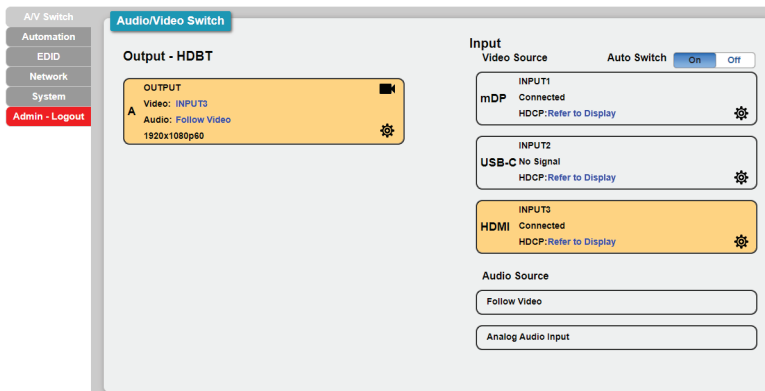 A/V Switch
Automation
EDID
Network
System
Admin - Logout
Audio/Video Switch
Output - HDBT
A
OUTPUT
Video: INPUT3
Audio: Follow Video
1920x1080p60
Input
Video Source
Auto Switch
On
Off
mDP
INPUT1
Connected
HDCP:Refer to Display
USB-C
INPUT2
No Signal
HDCP:Refer to Display
HDMI
INPUT3
Connected
HDCP:Refer to Display
Audio Source
Follow Video
Analog Audio Input